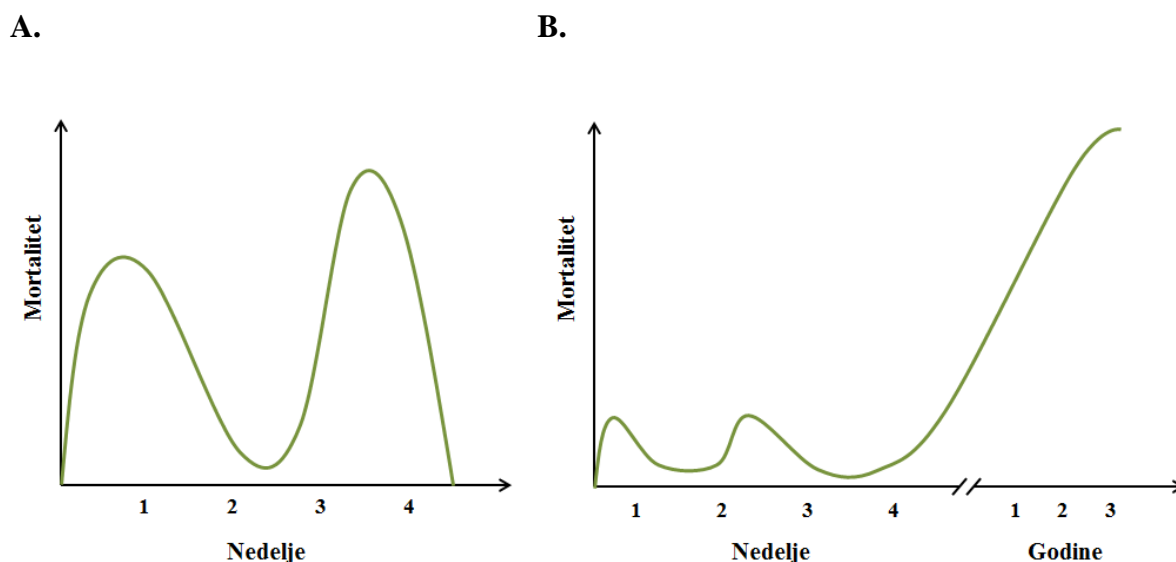 A.
B.
Mortalitet
1 2 3 4
Nedelje
Mortalitet
1 2 3 4 1 2 3
Nedelje Godine